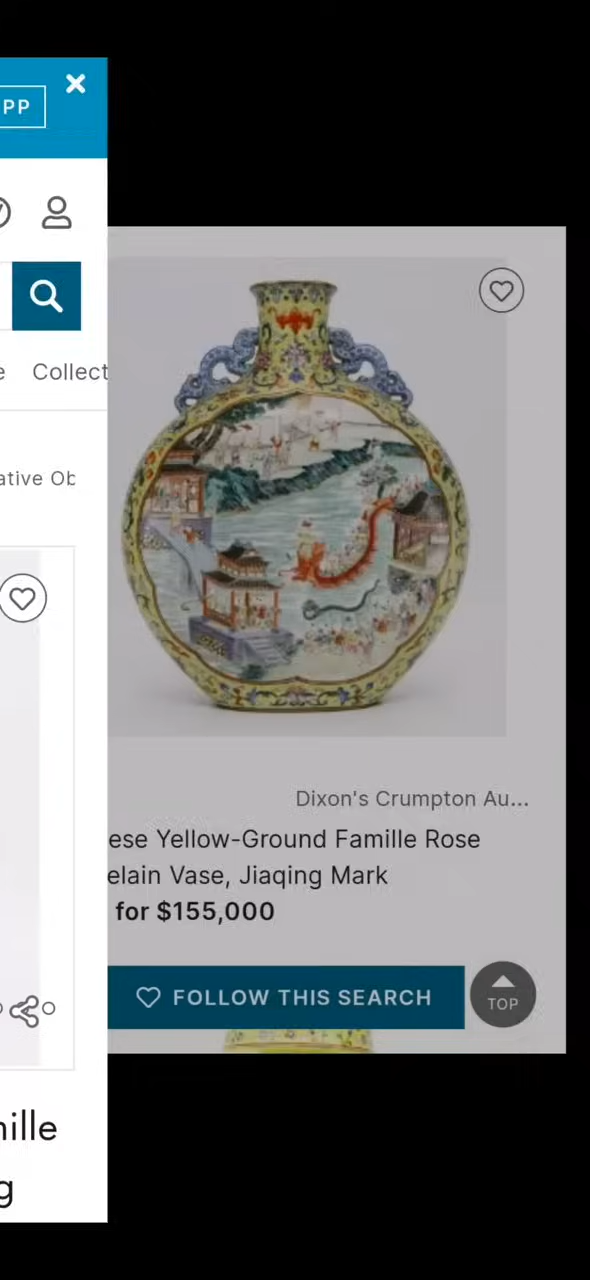 PP
Collect
ative Ob
Dixon's Crumpton Au...
ese Yellow-Ground Famille Rose
elain Vase, Jiaqing Mark
for $155,000
FOLLOW THIS SEARCH
TOP
nille
g